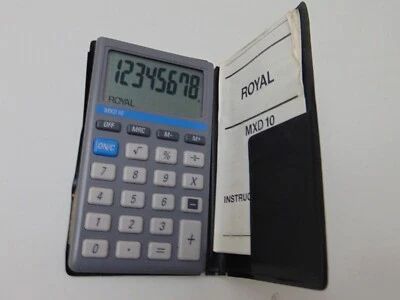 12345678.
ROYAL
MXD 10
OFF MRC M- M+
ON/C √ % ÷
7 8 9 X
4 5 6 −
1 2 3 +
0 · =
ROYAL
MXD 10